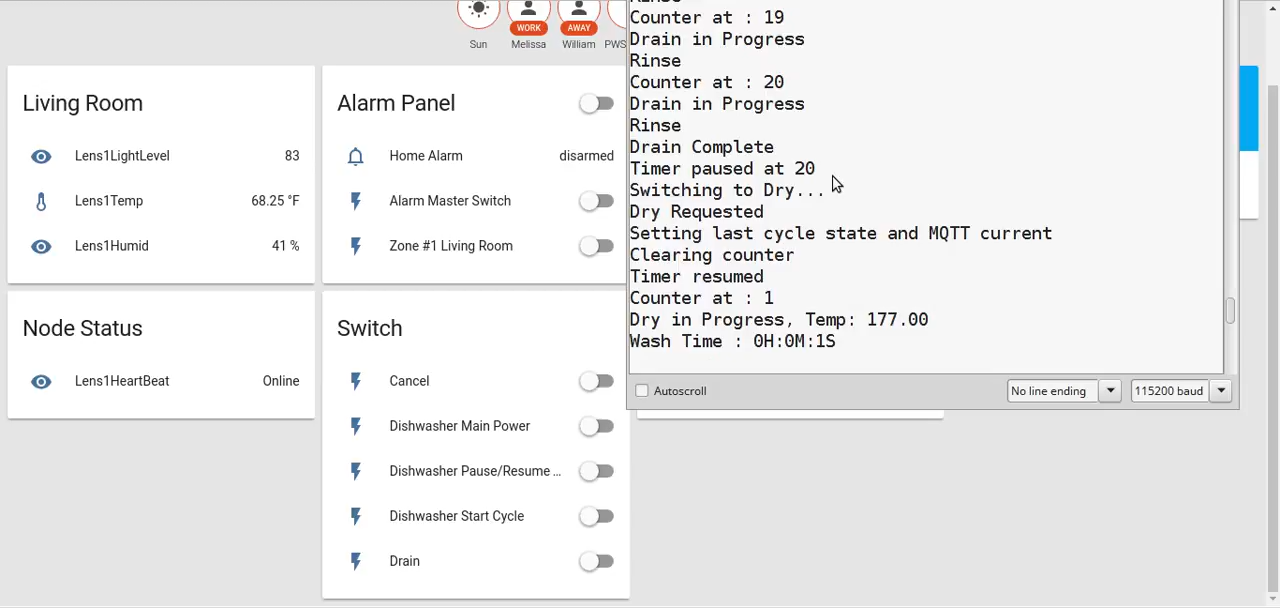 WORK
AWAY
Sun
Melissa
William
PWS
Living Room
Lens1LightLevel
83
Lens1Temp
68.25 °F
Lens1Humid
41 %
Alarm Panel
Home Alarm
disarmed
Alarm Master Switch
Zone #1 Living Room
Node Status
Lens1HeartBeat
Online
Switch
Cancel
Dishwasher Main Power
Dishwasher Pause/Resume ...
Dishwasher Start Cycle
Drain
Rinse
Counter at : 19
Drain in Progress
Rinse
Counter at : 20
Drain in Progress
Rinse
Drain Complete
Timer paused at 20
Switching to Dry...
Dry Requested
Setting last cycle state and MQTT current
Clearing counter
Timer resumed
Counter at : 1
Dry in Progress, Temp: 177.00
Wash Time : 0H:0M:1S
Autoscroll
No line ending
115200 baud